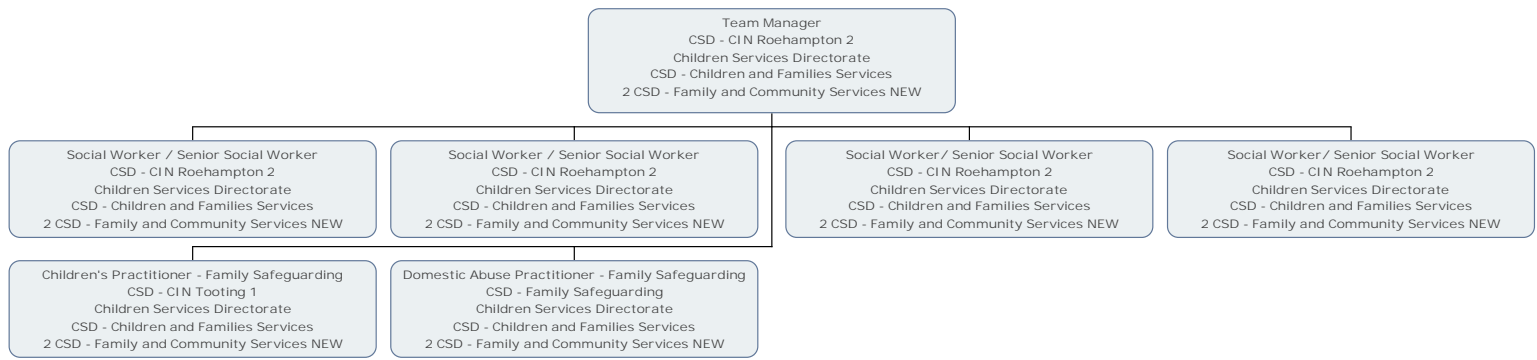 Team Manager
CSD - CIN Roehampton 2
Children Services Directorate
CSD - Children and Families Services
2 CSD - Family and Community Services NEW
Social Worker / Senior Social Worker
CSD - CIN Roehampton 2
Children Services Directorate
CSD - Children and Families Services
2 CSD - Family and Community Services NEW
Social Worker / Senior Social Worker
CSD - CIN Roehampton 2
Children Services Directorate
CSD - Children and Families Services
2 CSD - Family and Community Services NEW
Social Worker/ Senior Social Worker
CSD - CIN Roehampton 2
Children Services Directorate
CSD - Children and Families Services
2 CSD - Family and Community Services NEW
Social Worker/ Senior Social Worker
CSD - CIN Roehampton 2
Children Services Directorate
CSD - Children and Families Services
2 CSD - Family and Community Services NEW
Children's Practitioner - Family Safeguarding
CSD - CIN Tooting 1
Children Services Directorate
CSD - Children and Families Services
2 CSD - Family and Community Services NEW
Domestic Abuse Practitioner - Family Safeguarding
CSD - Family Safeguarding
Children Services Directorate
CSD - Children and Families Services
2 CSD - Family and Community Services NEW